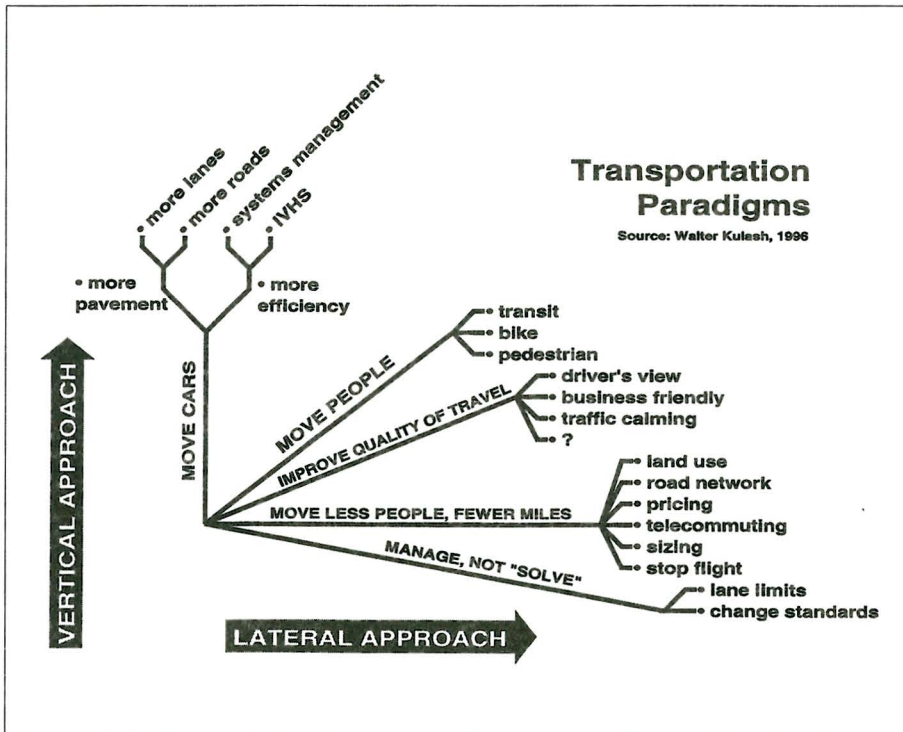 Transportation
Paradigms
Source: Walter Kulash, 1996
• more lanes
• more roads
• systems management
• IVHS
• more
pavement
• more
efficiency
MOVE CARS
VERTICAL APPROACH
MOVE PEOPLE
• transit
• bike
• pedestrian
IMPROVE QUALITY OF TRAVEL
• driver's view
• business friendly
• traffic calming
• ?
MOVE LESS PEOPLE, FEWER MILES
• land use
• road network
• pricing
• telecommuting
• sizing
• stop flight
MANAGE, NOT "SOLVE"
• lane limits
• change standards
LATERAL APPROACH